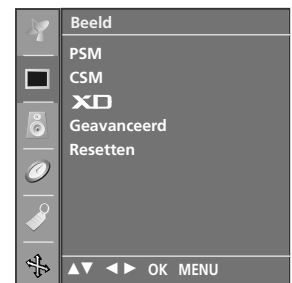 Beeld
PSM
CSM
XD
Geavanceerd
Resetten
▲▼ ◄► OK MENU